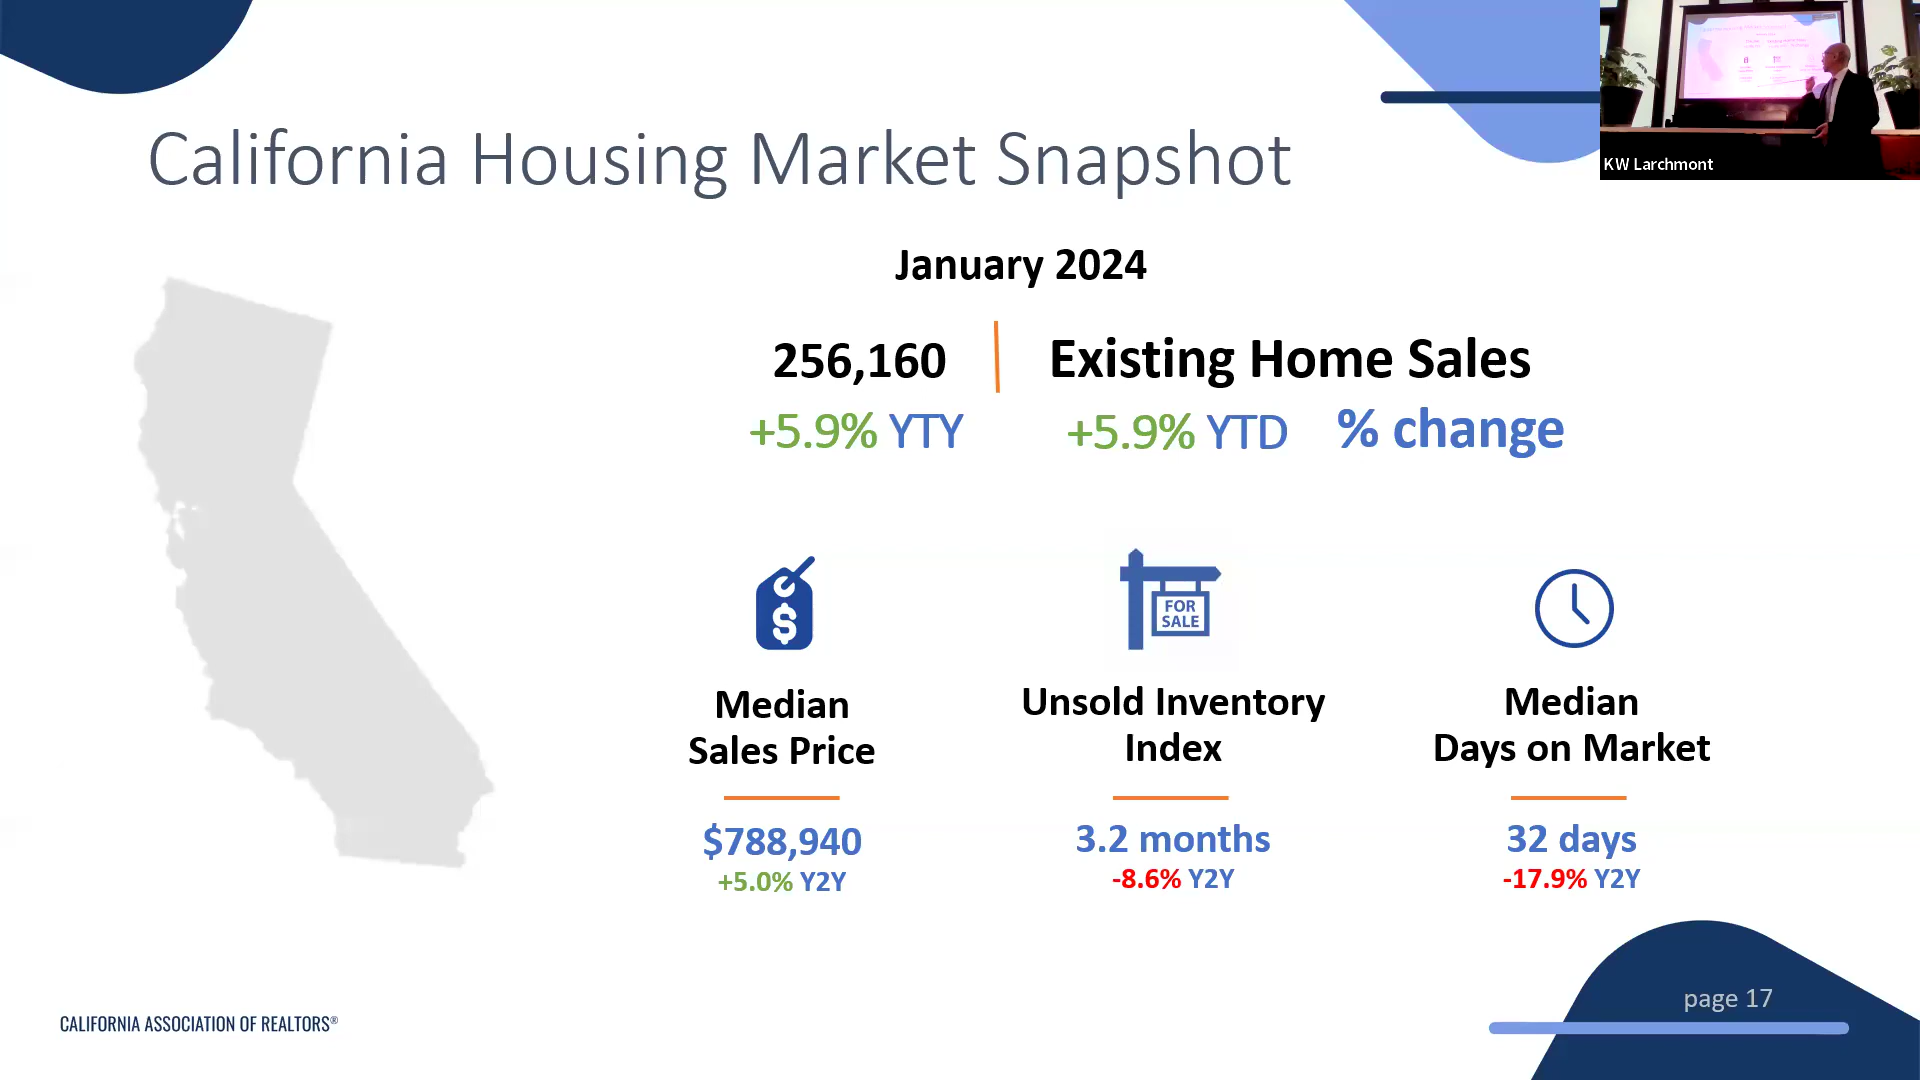 KW Larchmont
California Housing Market Snapshot
January 2024
256,160
Existing Home Sales
+5.9% YTY
+5.9% YTD
% change
FOR
SALE
Median
Sales Price
$788,940
+5.0% Y2Y
Unsold Inventory
Index
3.2 months
-8.6% Y2Y
Median
Days on Market
32 days
-17.9% Y2Y
CALIFORNIA ASSOCIATION OF REALTORS®
page 17